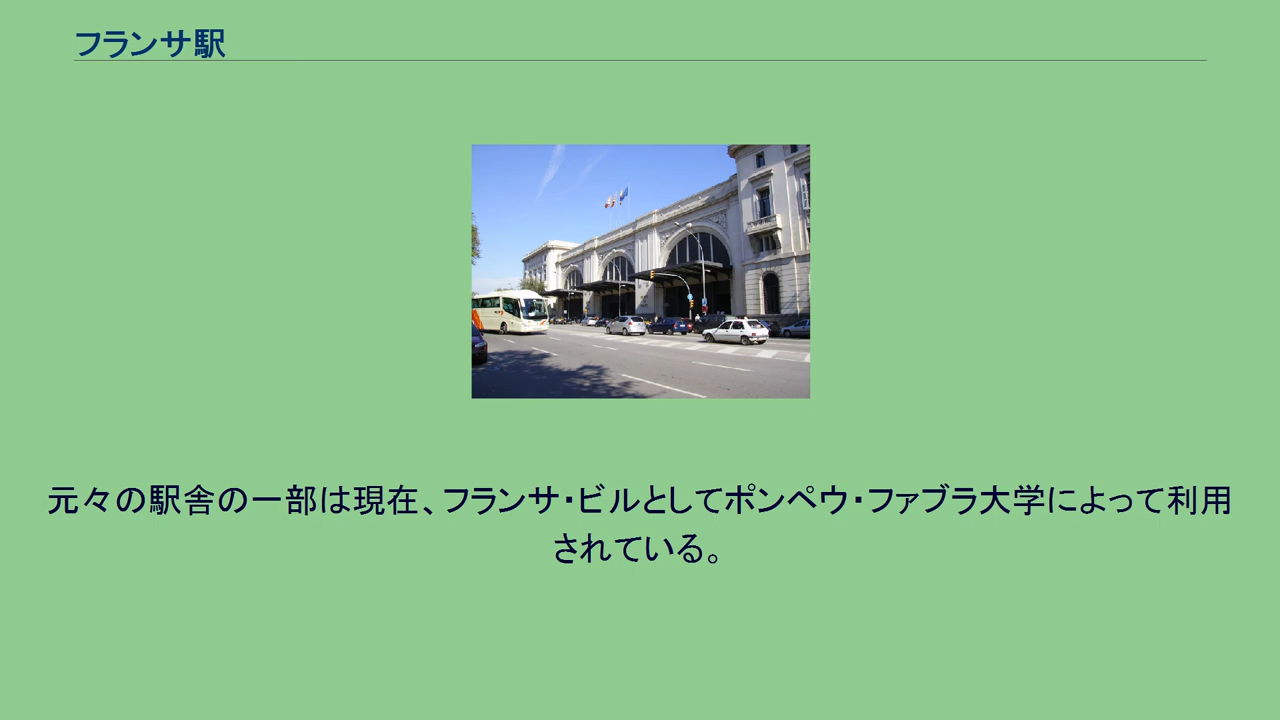 フランサ駅
元々の駅舎の一部は現在、フランサ・ビルとしてポンペウ・ファブラ大学によって利用
されている。